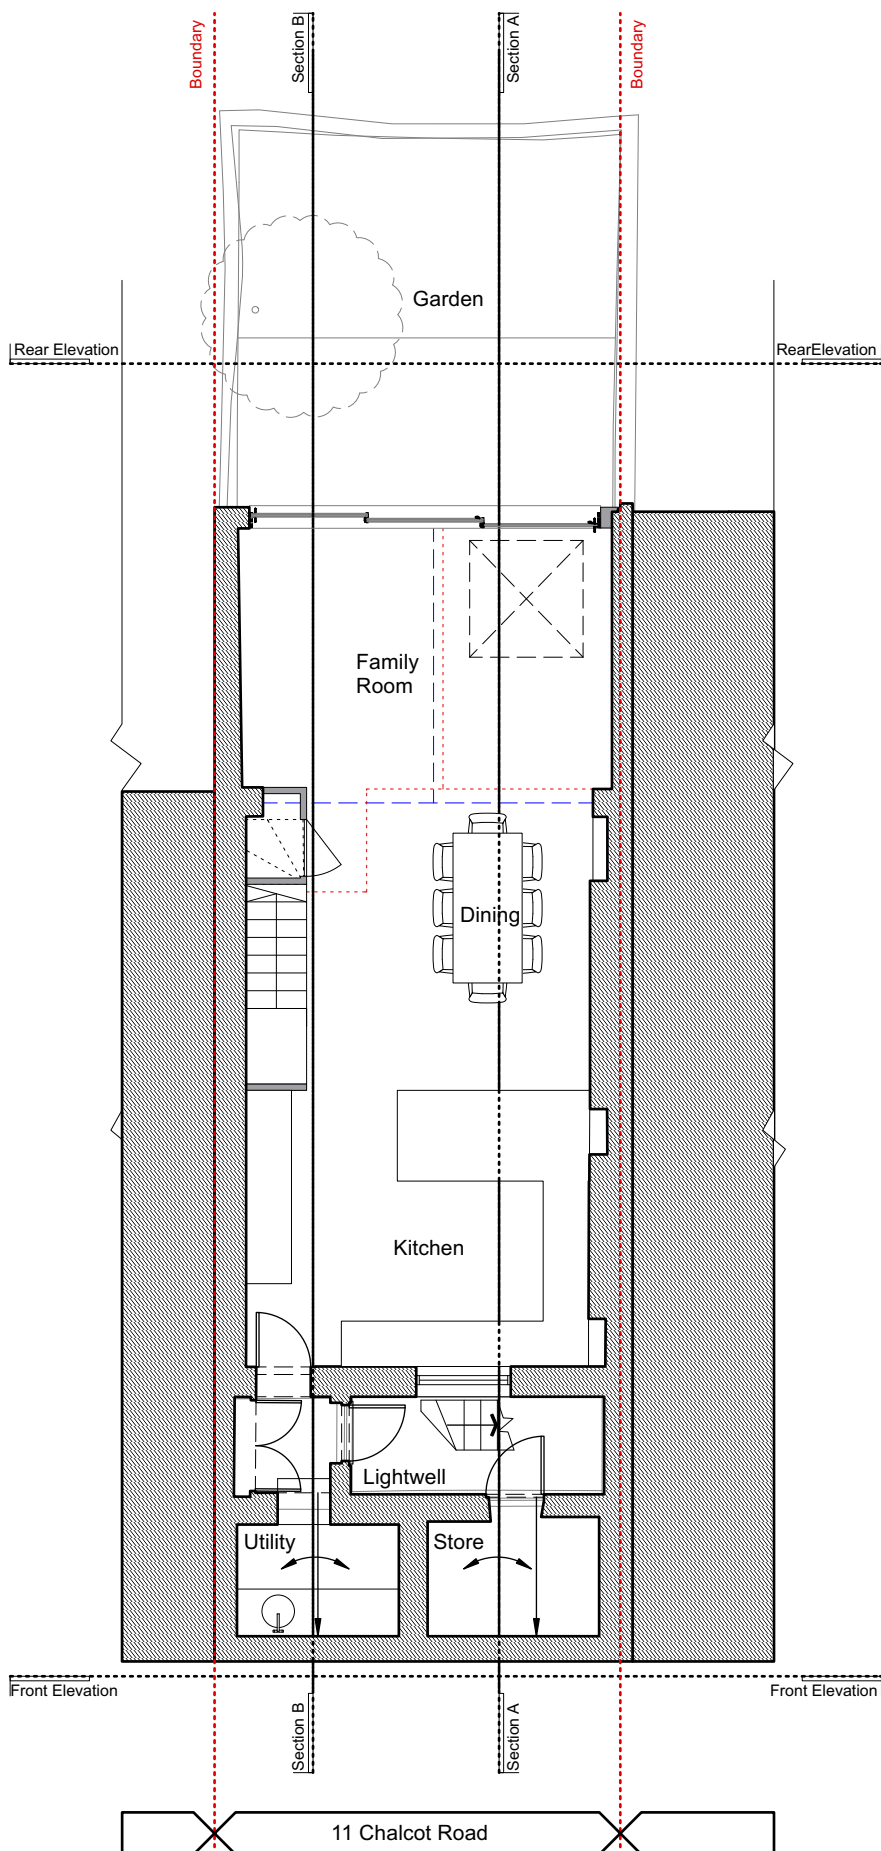 Boundary
Section B
Section A
Boundary
Garden
Rear Elevation
RearElevation
Family
Room
Dining
Kitchen
Lightwell
Utility
Store
Front Elevation
Front Elevation
Section B
Section A
11 Chalcot Road